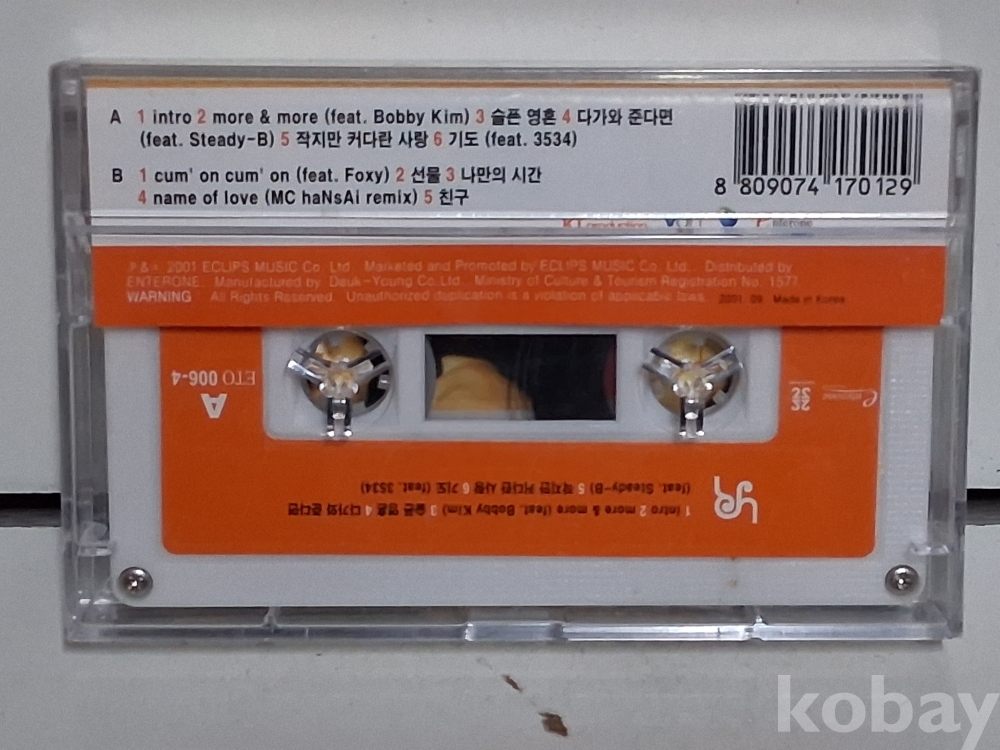 A 1 intro 2 more & more (feat. Bobby Kim) 3 슬픈 영혼 4 다가와 준다면
(feat. Steady-B) 5 작지만 커다란 사랑 6 기도 (feat. 3534)
B 1 cum' on cum' on (feat. Foxy) 2 선물 3 나만의 시간
4 name of love (MC haNsAi remix) 5 친구
8 809074 170129
production
enterone
℗ & © 2001 ECLIPS MUSIC Co. Ltd. Marketed and Promoted by ECLIPS MUSIC Co. Ltd. Distributed by
ENTERONE. Manufactured by Deuk-Young Co.Ltd. Ministry of Culture & Tourism Registration No. 1577
WARNING All Rights Reserved. Unauthorized duplication is a violation of applicable laws. 2001. 09. Made in Korea
ETO 006-4
A
enterone
1 intro 2 more & more (feat. Bobby Kim) 3 슬픈 영혼 4 다가와 준다면
(feat. Steady-B) 5 작지만 커다란 사랑 6 기도 (feat. 3534)
kobay